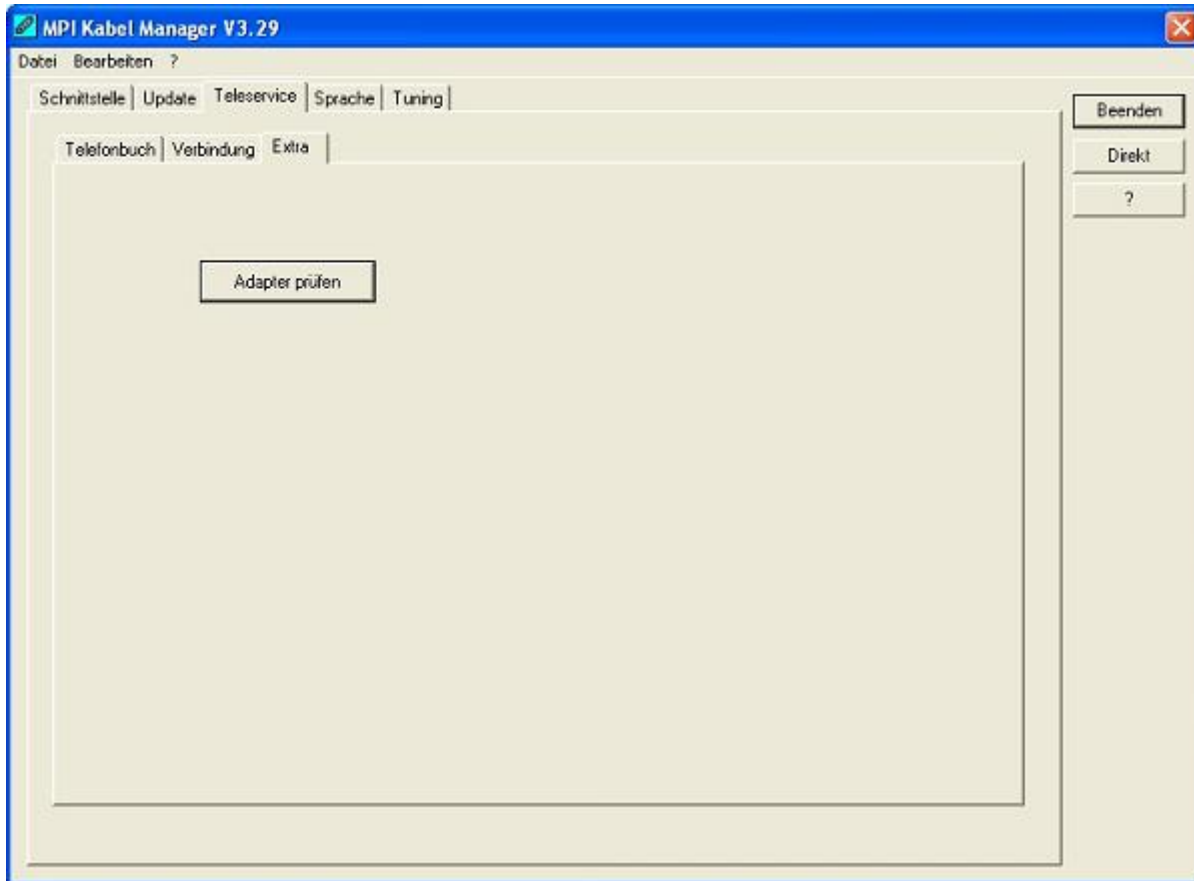 MPI Kabel Manager V3.29
Datei Bearbeiten ?
Schnittstelle Update Teleservice Sprache Tuning
Beenden
Telefonbuch Verbindung Extra
Direkt
?
Adapter prüfen